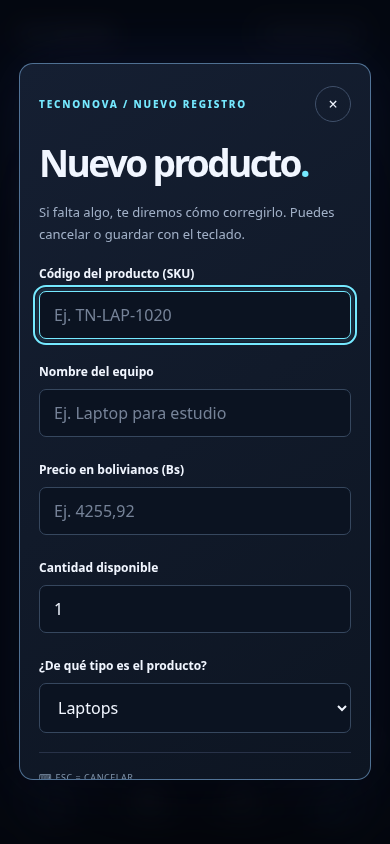 TECNONOVA / NUEVO REGISTRO
×
Nuevo producto.
Si falta algo, te diremos cómo corregirlo. Puedes
cancelar o guardar con el teclado.
Código del producto (SKU)
Ej. TN-LAP-1020
Nombre del equipo
Ej. Laptop para estudio
Precio en bolivianos (Bs)
Ej. 4255,92
Cantidad disponible
1
¿De qué tipo es el producto?
Laptops
⌨ ESC = CANCELAR